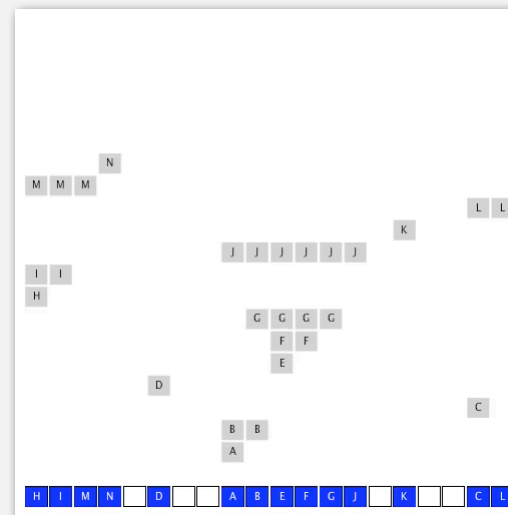 N
M M M
L L
K
J J J J J J
I I
H
G G G G
F F
E
D
C
B B
A
H I M N D A B E F G J K C L